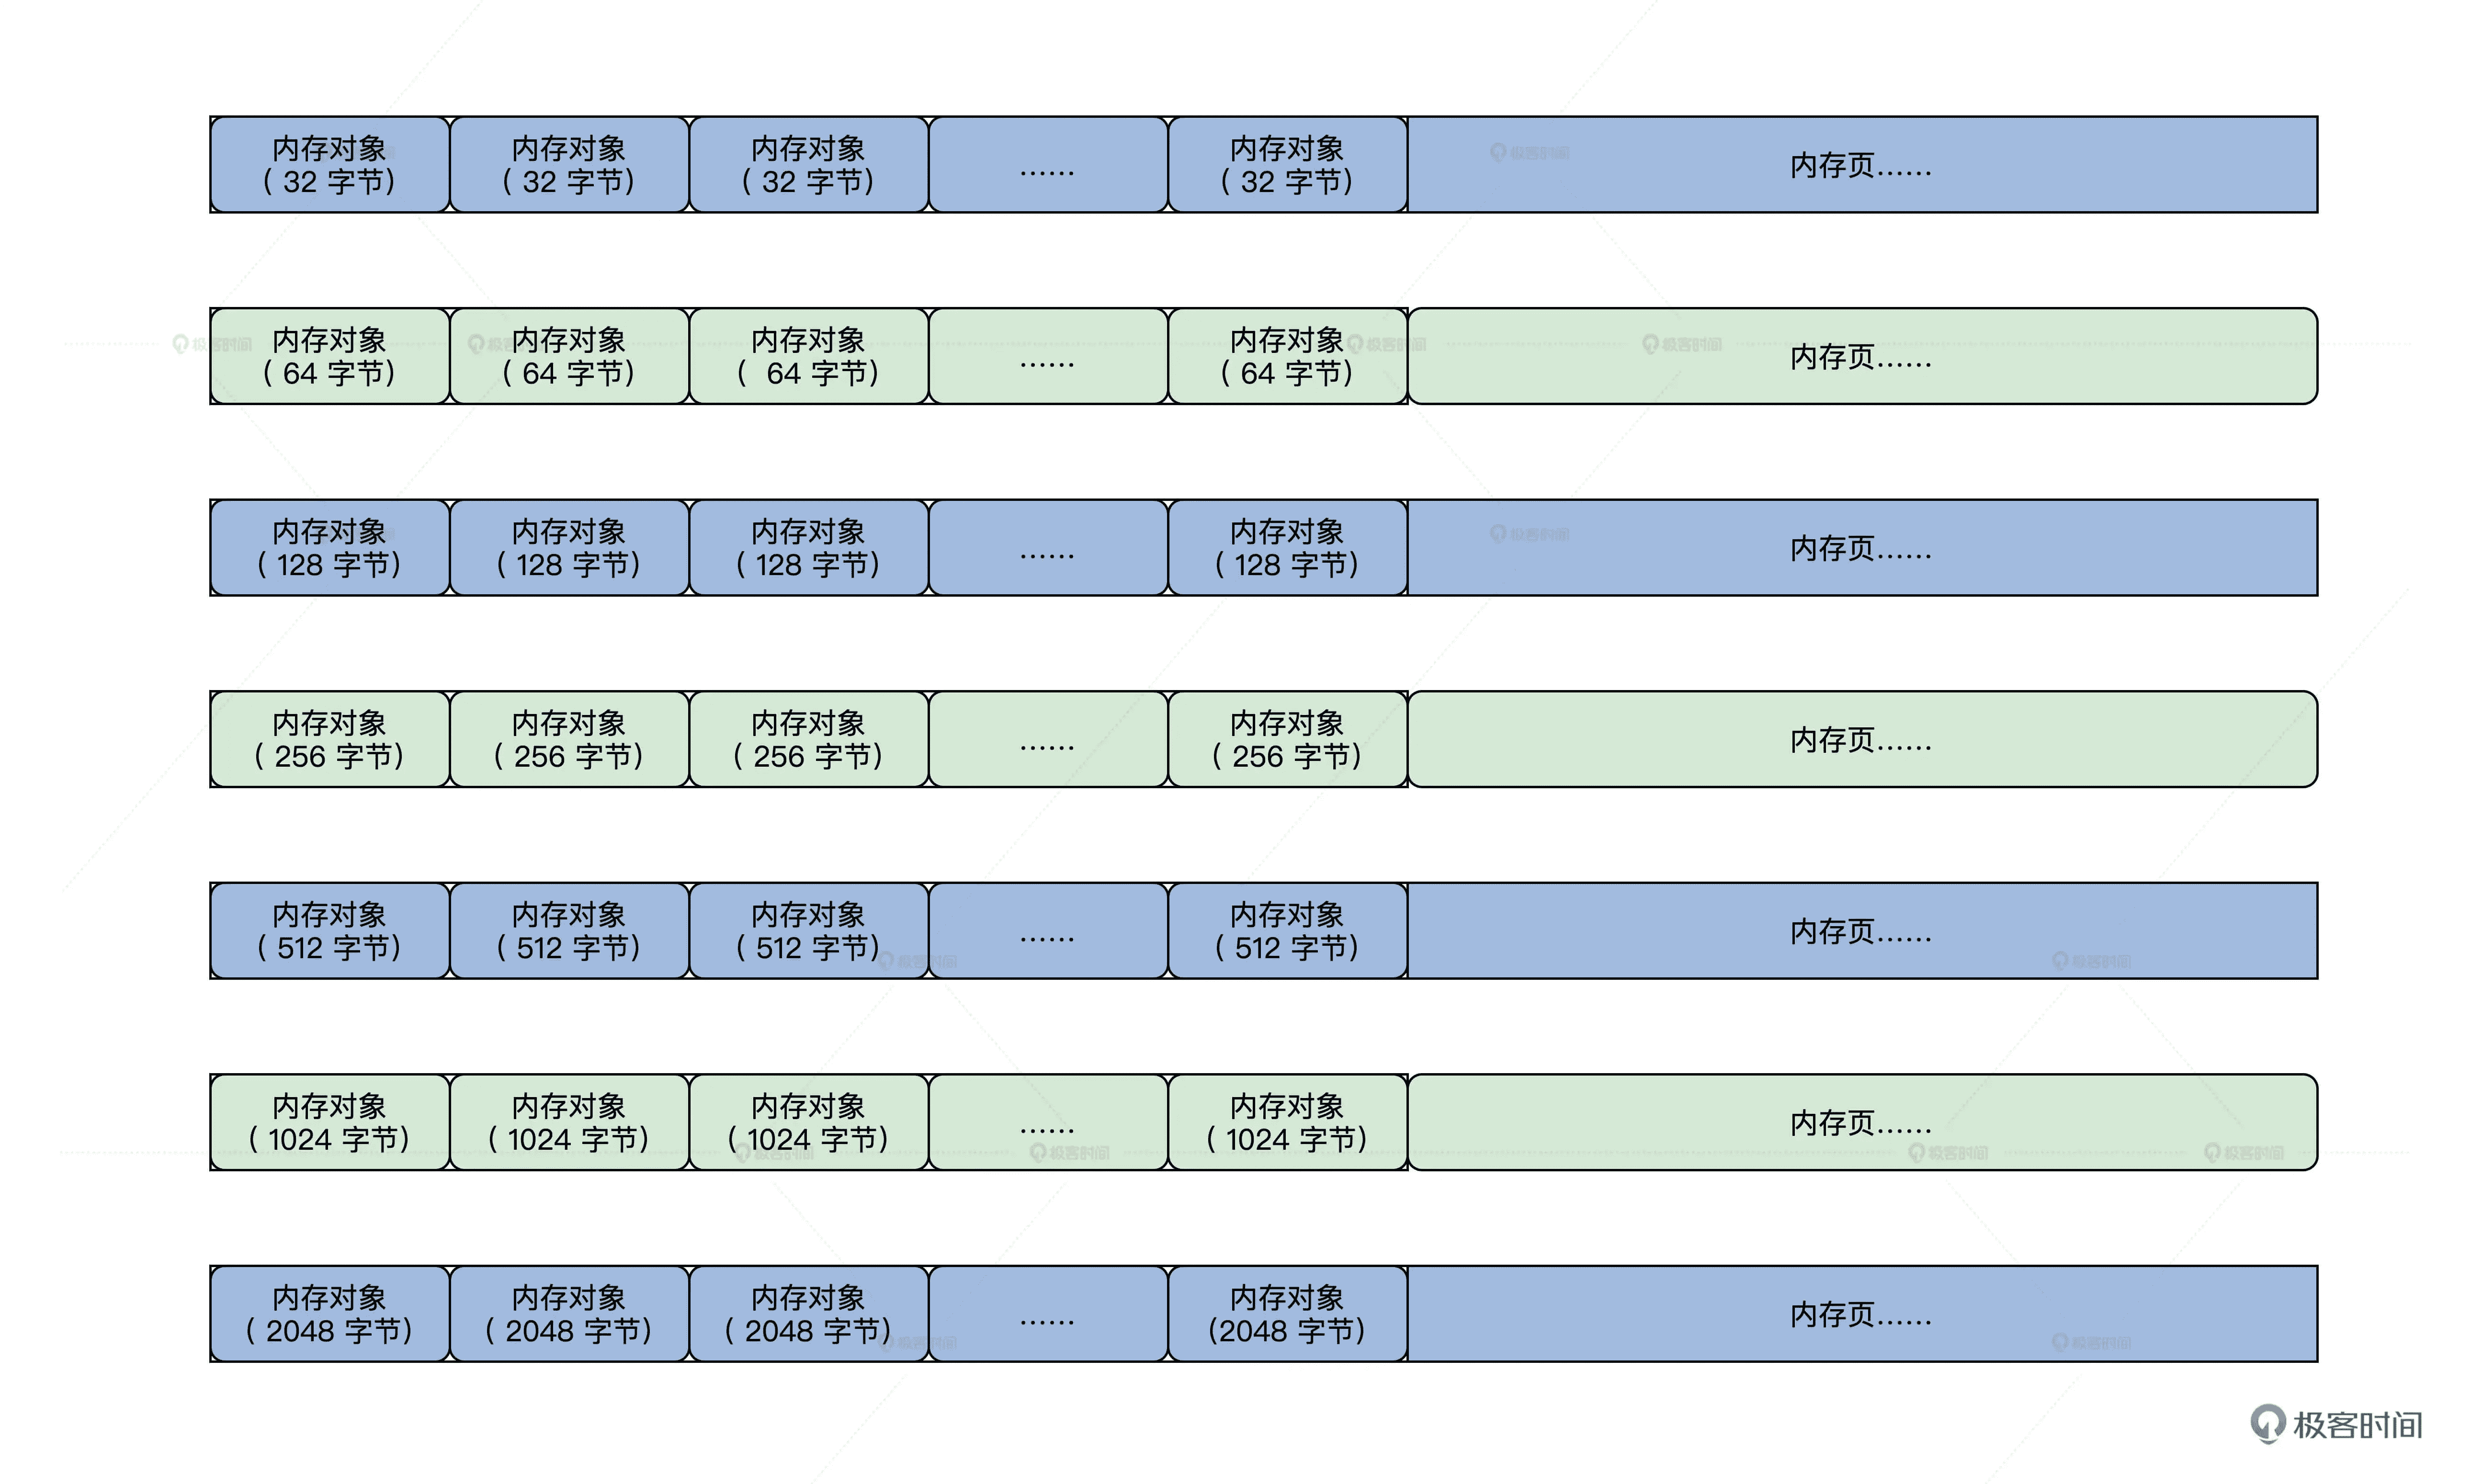 内存对象 内存对象 内存对象 内存对象
( 32 字节) ( 32 字节) ( 32 字节) …… ( 32 字节) 内存页……
内存对象 内存对象 内存对象 内存对象
( 64 字节) ( 64 字节) ( 64 字节) …… ( 64 字节) 内存页……
内存对象 内存对象 内存对象 内存对象
( 128 字节) ( 128 字节) ( 128 字节) …… ( 128 字节) 内存页……
内存对象 内存对象 内存对象 内存对象
( 256 字节) ( 256 字节) ( 256 字节) …… ( 256 字节) 内存页……
内存对象 内存对象 内存对象 内存对象
( 512 字节) ( 512 字节) ( 512 字节) …… ( 512 字节) 内存页……
内存对象 内存对象 内存对象 内存对象
( 1024 字节) ( 1024 字节) ( 1024 字节) …… ( 1024 字节) 内存页……
内存对象 内存对象 内存对象 内存对象
( 2048 字节) ( 2048 字节) ( 2048 字节) …… (2048 字节) 内存页……
极客时间